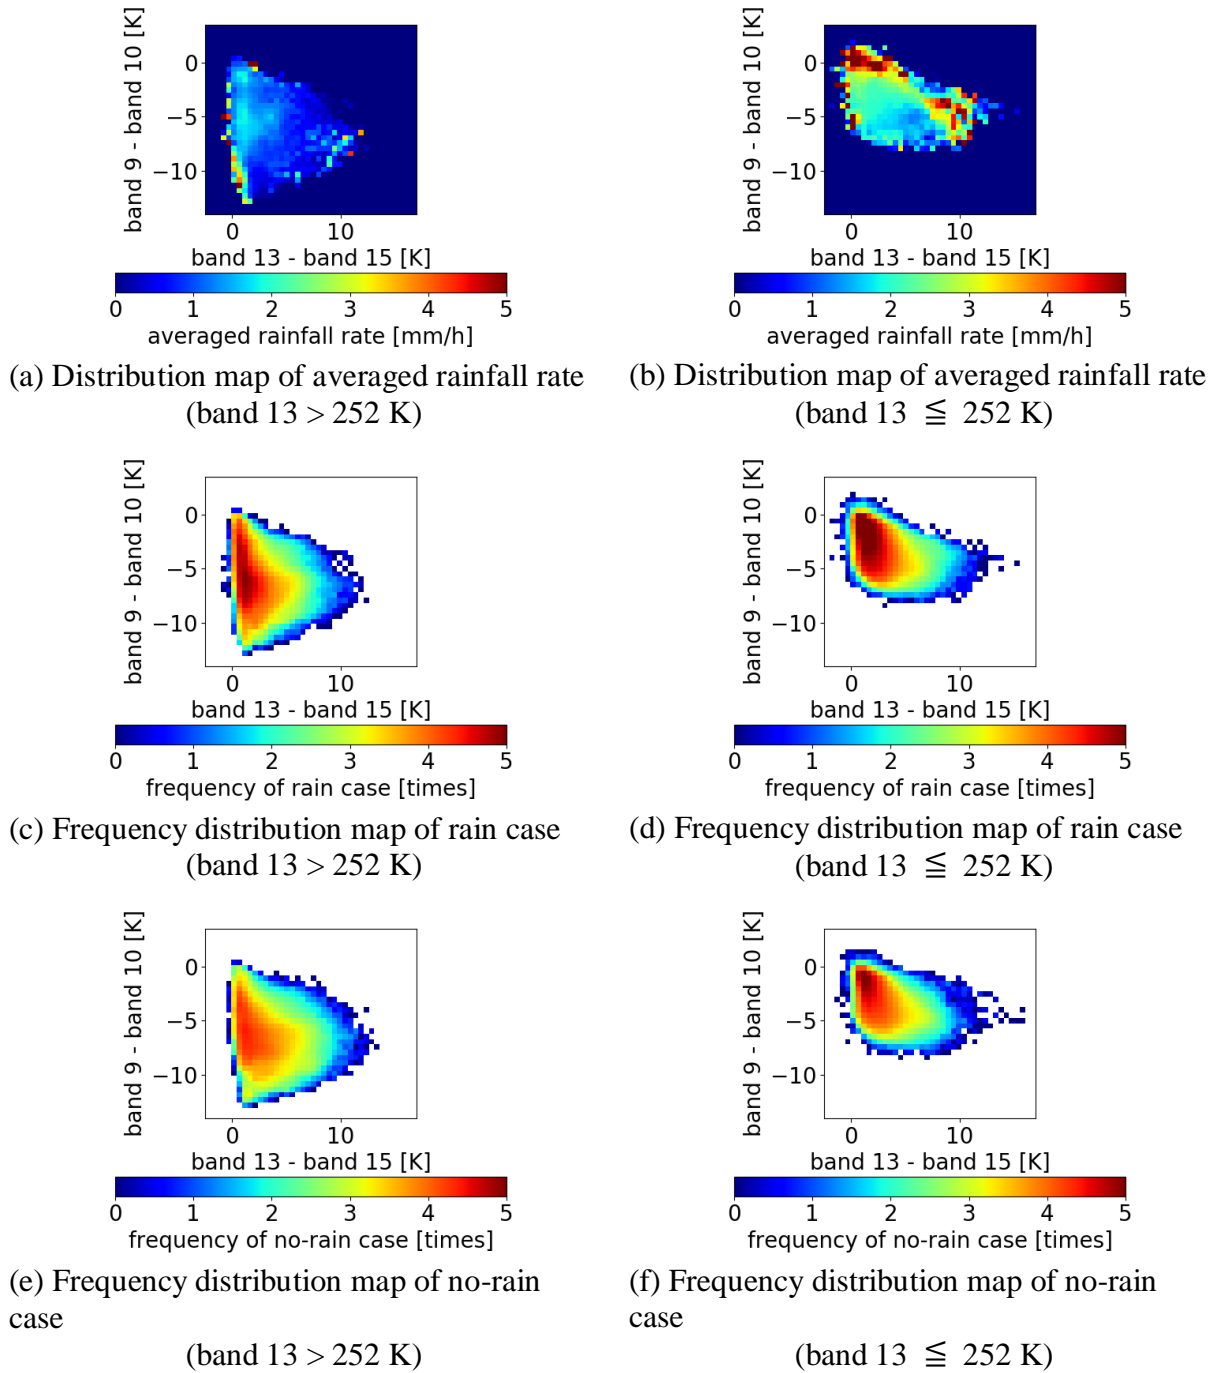 band 9 - band 10 [K]
0
−5
−10
0 10
band 13 - band 15 [K]
0 1 2 3 4 5
averaged rainfall rate [mm/h]
(a) Distribution map of averaged rainfall rate
(band 13 > 252 K)
band 9 - band 10 [K]
0
−5
−10
0 10
band 13 - band 15 [K]
0 1 2 3 4 5
averaged rainfall rate [mm/h]
(b) Distribution map of averaged rainfall rate
(band 13 ≦ 252 K)
band 9 - band 10 [K]
0
−5
−10
0 10
band 13 - band 15 [K]
0 1 2 3 4 5
frequency of rain case [times]
(c) Frequency distribution map of rain case
(band 13 > 252 K)
band 9 - band 10 [K]
0
−5
−10
0 10
band 13 - band 15 [K]
0 1 2 3 4 5
frequency of rain case [times]
(d) Frequency distribution map of rain case
(band 13 ≦ 252 K)
band 9 - band 10 [K]
0
−5
−10
0 10
band 13 - band 15 [K]
0 1 2 3 4 5
frequency of no-rain case [times]
(e) Frequency distribution map of no-rain
case
(band 13 > 252 K)
band 9 - band 10 [K]
0
−5
−10
0 10
band 13 - band 15 [K]
0 1 2 3 4 5
frequency of no-rain case [times]
(f) Frequency distribution map of no-rain
case
(band 13 ≦ 252 K)